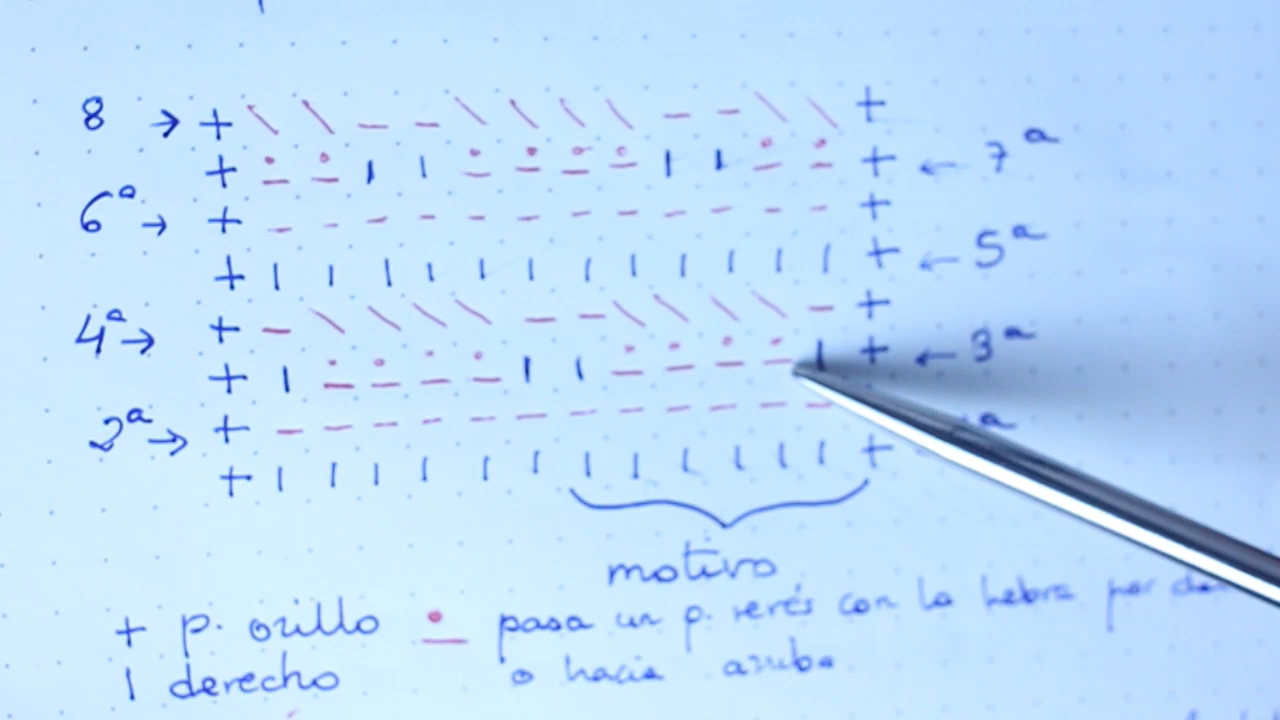 8 → + \ \ - - \ \ \ \ - - \ \ +
+ ∸ ∸ | | ∸ ∸ ∸ ∸ | | ∸ ∸ + ← 7ª
6ª → + - - - - - - - - - - - - +
+ | | | | | | | | | | | | + ← 5ª
4ª → + - \ \ \ \ - - \ \ \ \ - +
+ | ∸ ∸ ∸ ∸ | | ∸ ∸ ∸ ∸ | + ← 3ª
2ª → + - - - - - - - - - - - -
+ | | | | | | | | | | | | + ª
motivo
+ p. orillo ∸ pasa un p. revés con la hebra por
| derecho o hacia arriba